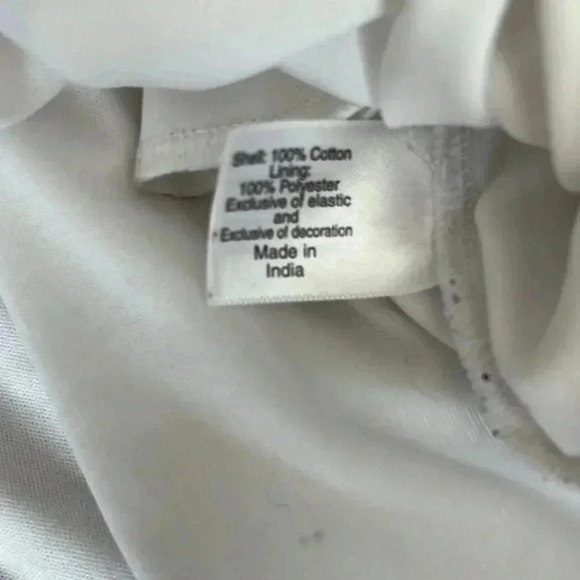 Shell: 100% Cotton
Lining:
100% Polyester
Exclusive of elastic
and
Exclusive of decoration
Made in
India